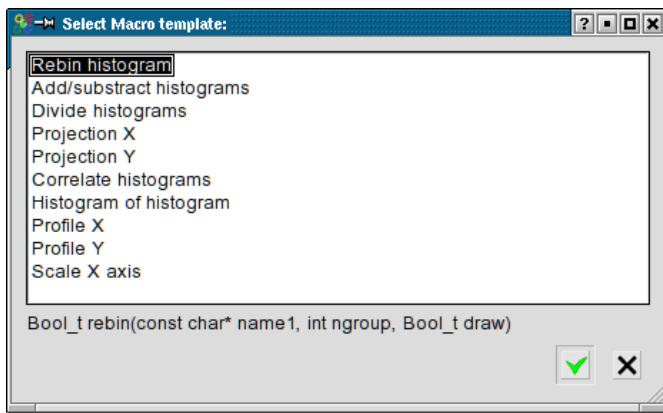 Select Macro template:
?
Rebin histogram
Add/substract histograms
Divide histograms
Projection X
Projection Y
Correlate histograms
Histogram of histogram
Profile X
Profile Y
Scale X axis
Bool_t rebin(const char* name1, int ngroup, Bool_t draw)